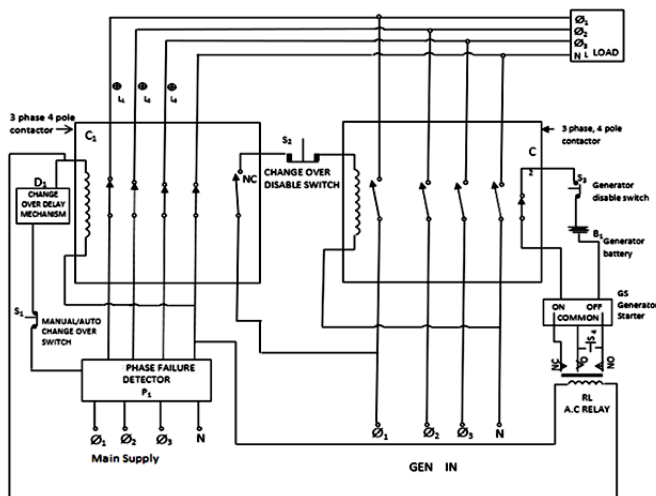 Ø1
Ø2
Ø3
N L LOAD
L1 L2 L3
3 phase 4 pole
contactor
C1
S2
NC
CHANGE OVER
DISABLE SWITCH
3 phase, 4 pole
contactor
C
2
S3
Generator
disable switch
B1
Generator
battery
D1
CHANGE
OVER DELAY
MECHANISM
S1
MANUAL/AUTO
CHANGE OVER
SWITCH
GS
Generator
Starter
ON OFF
COMMON
S4
NC
NO
RL
A.C RELAY
PHASE FAILURE
DETECTOR
P1
Ø1 Ø2 Ø3 N
Main Supply
Ø1 Ø2 Ø3 N
GEN IN